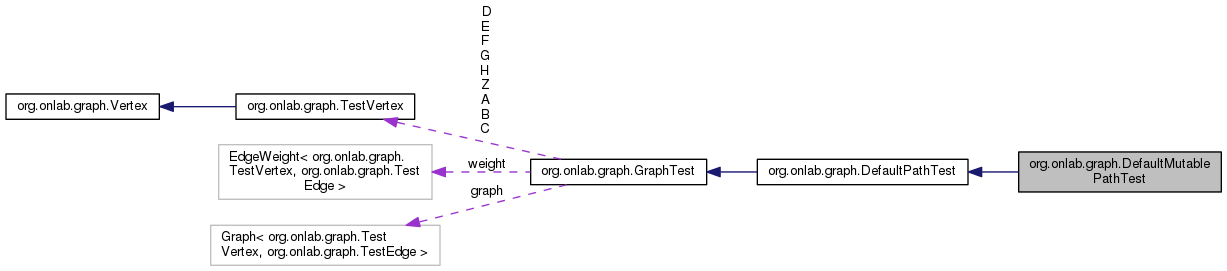 D
E
F
G
H
Z
A
B
C
org.onlab.graph.Vertex
org.onlab.graph.TestVertex
EdgeWeight< org.onlab.graph.
TestVertex, org.onlab.graph.Test
Edge >
weight
org.onlab.graph.GraphTest
org.onlab.graph.DefaultPathTest
org.onlab.graph.DefaultMutable
PathTest
graph
Graph< org.onlab.graph.Test
Vertex, org.onlab.graph.TestEdge >